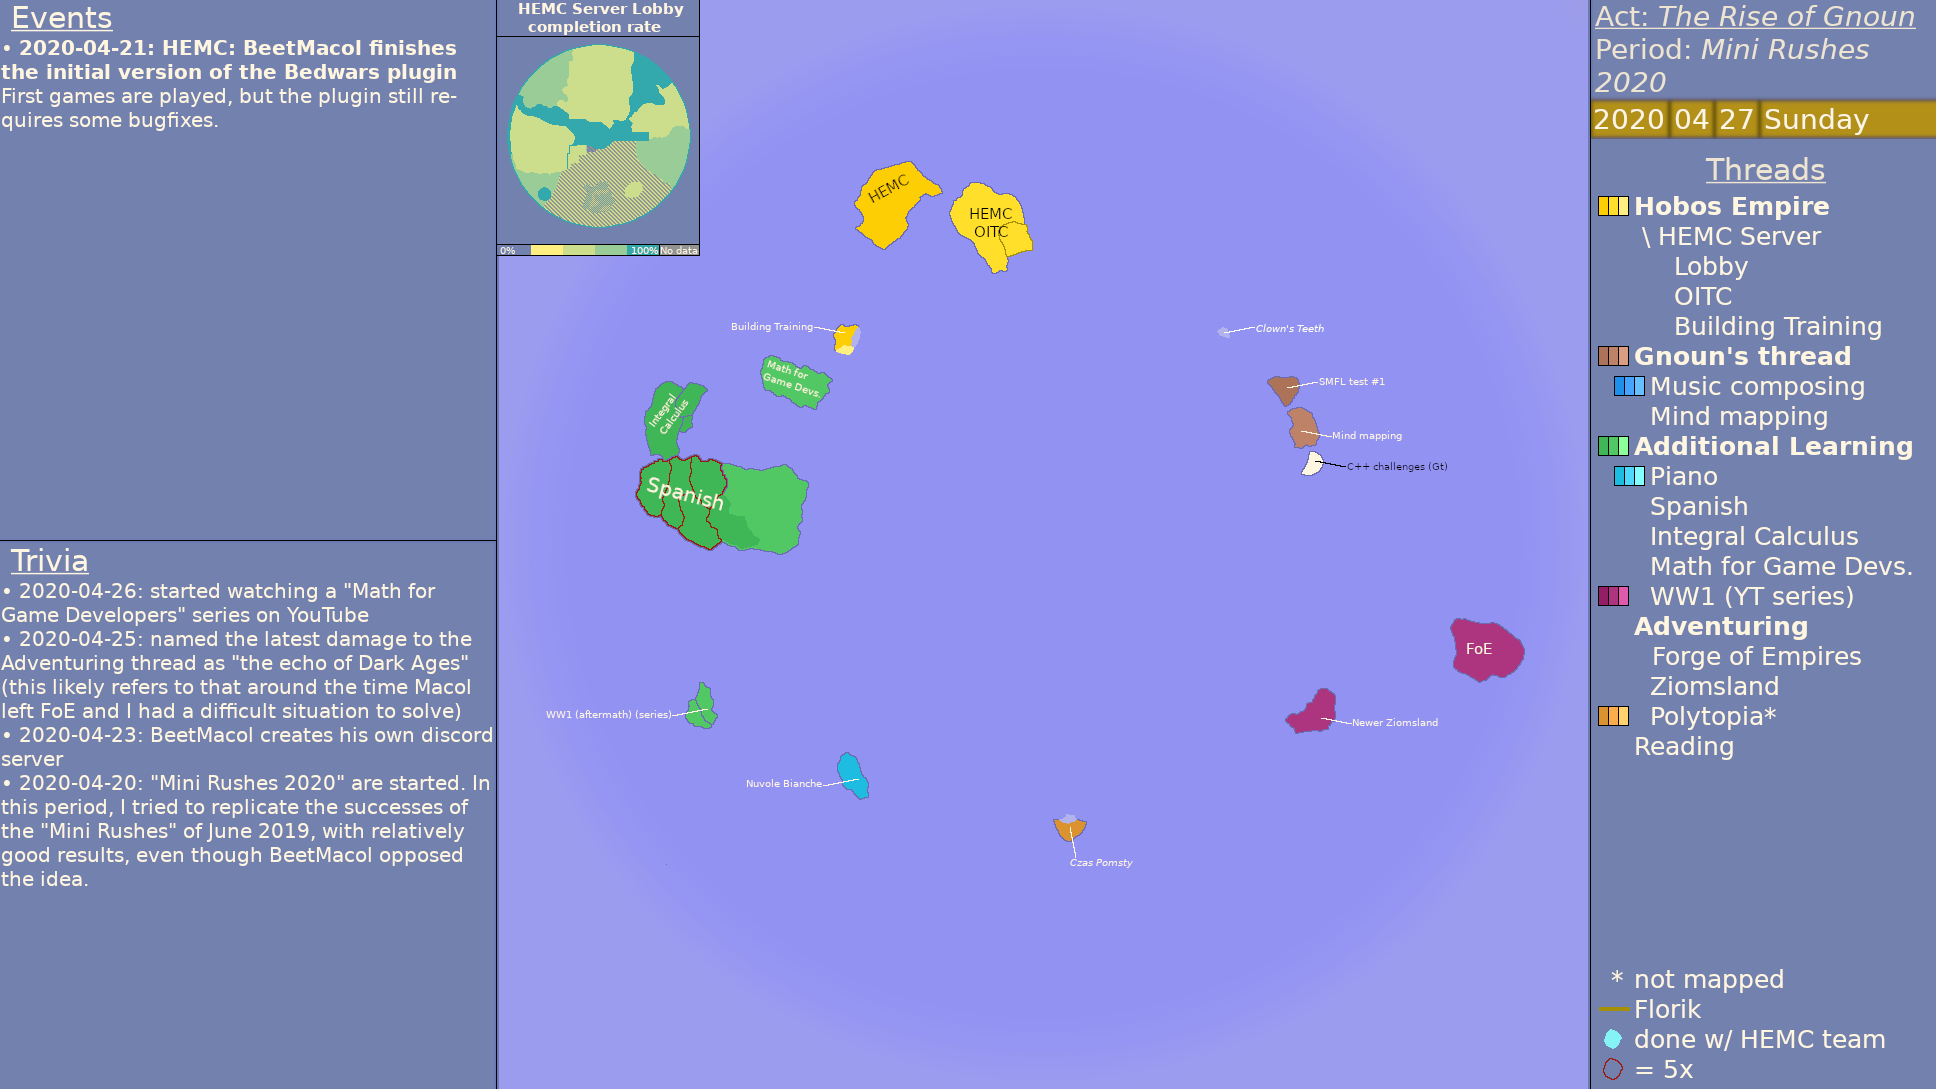 Events
• 2020-04-21: HEMC: BeetMacol finishes
the initial version of the Bedwars plugin
First games are played, but the plugin still re-
quires some bugfixes.
Trivia
• 2020-04-26: started watching a "Math for
Game Developers" series on YouTube
• 2020-04-25: named the latest damage to the
Adventuring thread as "the echo of Dark Ages"
(this likely refers to that around the time Macol
left FoE and I had a difficult situation to solve)
• 2020-04-23: BeetMacol creates his own discord
server
• 2020-04-20: "Mini Rushes 2020" are started. In
this period, I tried to replicate the successes of
the "Mini Rushes" of June 2019, with relatively
good results, even though BeetMacol opposed
the idea.
HEMC Server Lobby
completion rate
0%
100%
No data
HEMC
HEMC
OITC
Building Training
Math for
Game Devs.
Integral
Calculus
Spanish
WW1 (aftermath) (series)
Nuvole Bianche
Czas Pomsty
Clown's Teeth
SMFL test #1
Mind mapping
C++ challenges (Gt)
FoE
Newer Ziomsland
Act: The Rise of Gnoun
Period: Mini Rushes
2020
2020 04 27 Sunday
Threads
Hobos Empire
\ HEMC Server
Lobby
OITC
Building Training
Gnoun's thread
Music composing
Mind mapping
Additional Learning
Piano
Spanish
Integral Calculus
Math for Game Devs.
WW1 (YT series)
Adventuring
Forge of Empires
Ziomsland
Polytopia*
Reading
* not mapped
Florik
done w/ HEMC team
= 5x